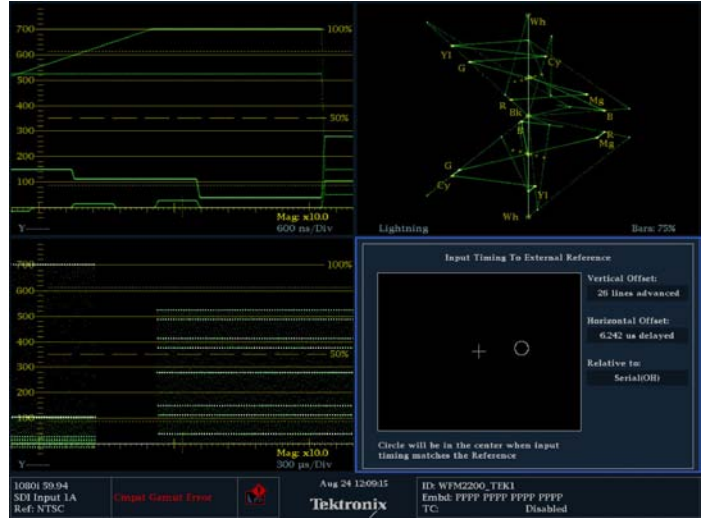 700
600
500
400
300
200
100
100%
50%
Y
Mag: x10.0
600 ns/Div
Wh
Yl
Cy
G
Mg
R
Bk
B
B
R
Mg
G
Cy
Yl
Wh
Lightning
Bars: 75%
700
600
500
400
300
200
100
100%
50%
Y
Mag: x10.0
300 µs/Div
Input Timing To External Reference
Vertical Offset:
26 lines advanced
Horizontal Offset:
6.242 us delayed
Relative to:
Serial(0H)
Circle will be in the center when input
timing matches the Reference
1080i 59.94
SDI Input 1A
Ref: NTSC
Cmpst Gamut Error
Aug 24 12:09:15
Tektronix
ID: WFM2200_TEK1
Embd: PPPP PPPP PPPP PPPP
TC: Disabled